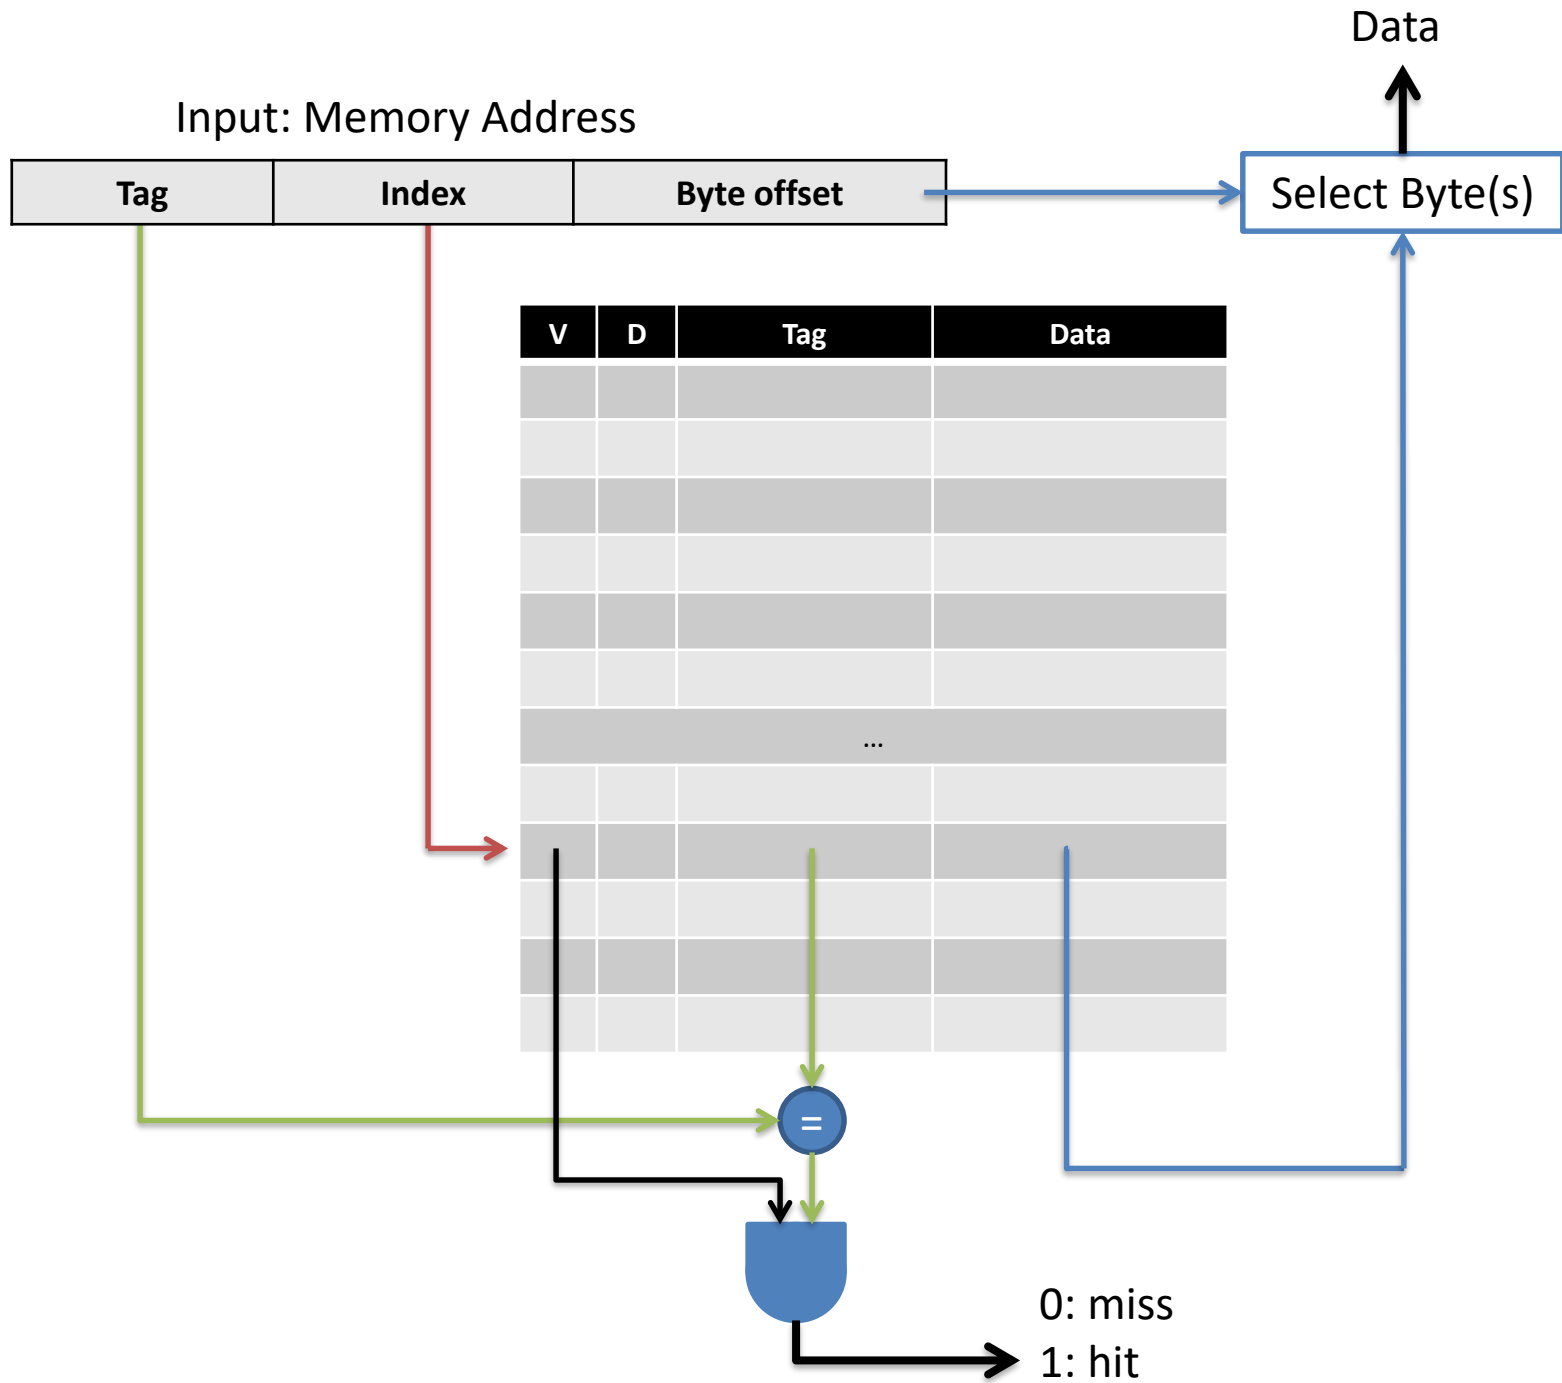 Data
Input: Memory Address
Tag Index Byte offset
Select Byte(s)
V D Tag Data
...
=
0: miss
1: hit